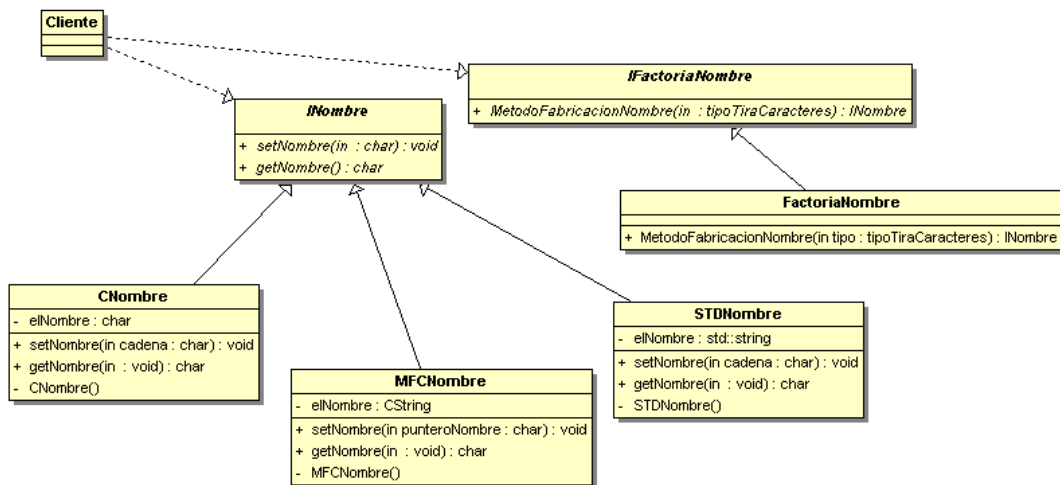 Cliente
IFactoriaNombre
+ MetodoFabricacionNombre(in : tipoTiraCaracteres) : INombre
INombre
+ setNombre(in : char) : void
+ getNombre() : char
FactoriaNombre
+ MetodoFabricacionNombre(in tipo : tipoTiraCaracteres) : INombre
CNombre
- elNombre : char
+ setNombre(in cadena : char) : void
+ getNombre(in : void) : char
- CNombre()
MFCNombre
- elNombre : CString
+ setNombre(in punteroNombre : char) : void
+ getNombre(in : void) : char
- MFCNombre()
STDNombre
- elNombre : std::string
+ setNombre(in cadena : char) : void
+ getNombre(in : void) : char
- STDNombre()